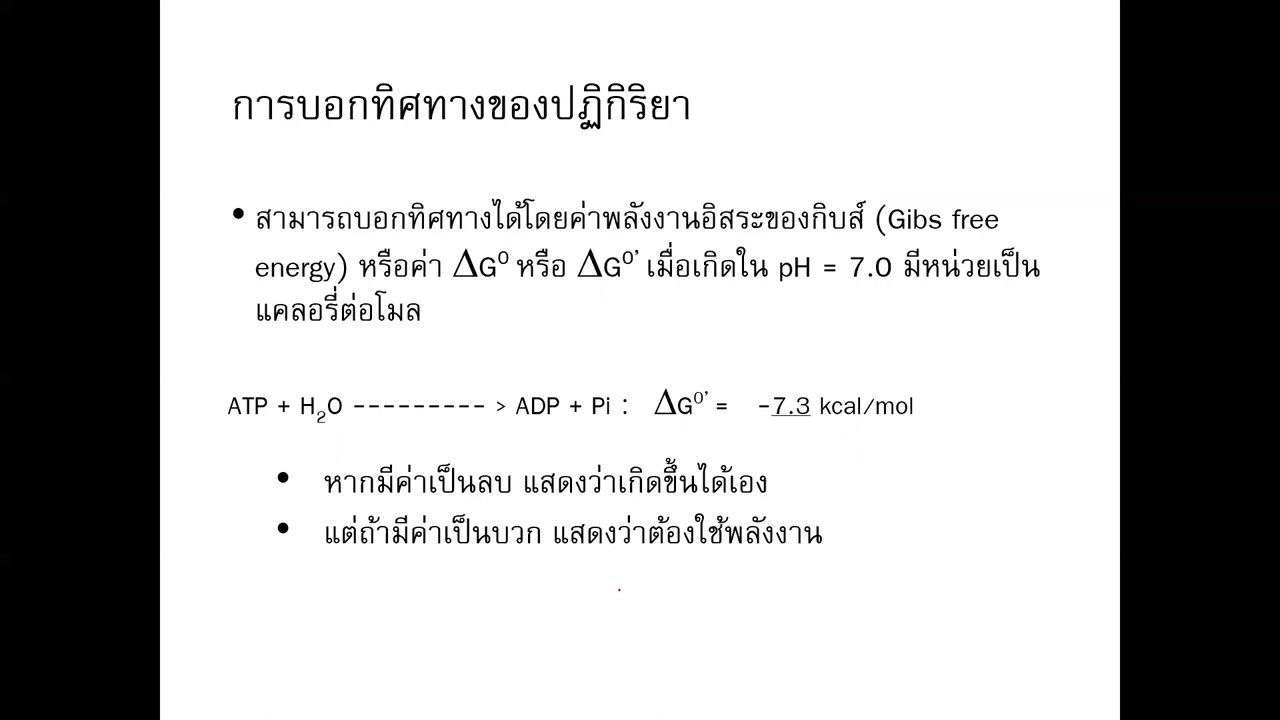 การบอกทิศทางของปฏิกิริยา
• สามารถบอกทิศทางได้โดยค่าพลังงานอิสระของกิบส์ (Gibs free
energy) หรือค่า ΔG⁰ หรือ ΔG⁰’ เมื่อเกิดใน pH = 7.0 มีหน่วยเป็น
แคลอรี่ต่อโมล
ATP + H₂O --------- > ADP + Pi : ΔG⁰’ = -7.3 kcal/mol
• หากมีค่าเป็นลบ แสดงว่าเกิดขึ้นได้เอง
• แต่ถ้ามีค่าเป็นบวก แสดงว่าต้องใช้พลังงาน